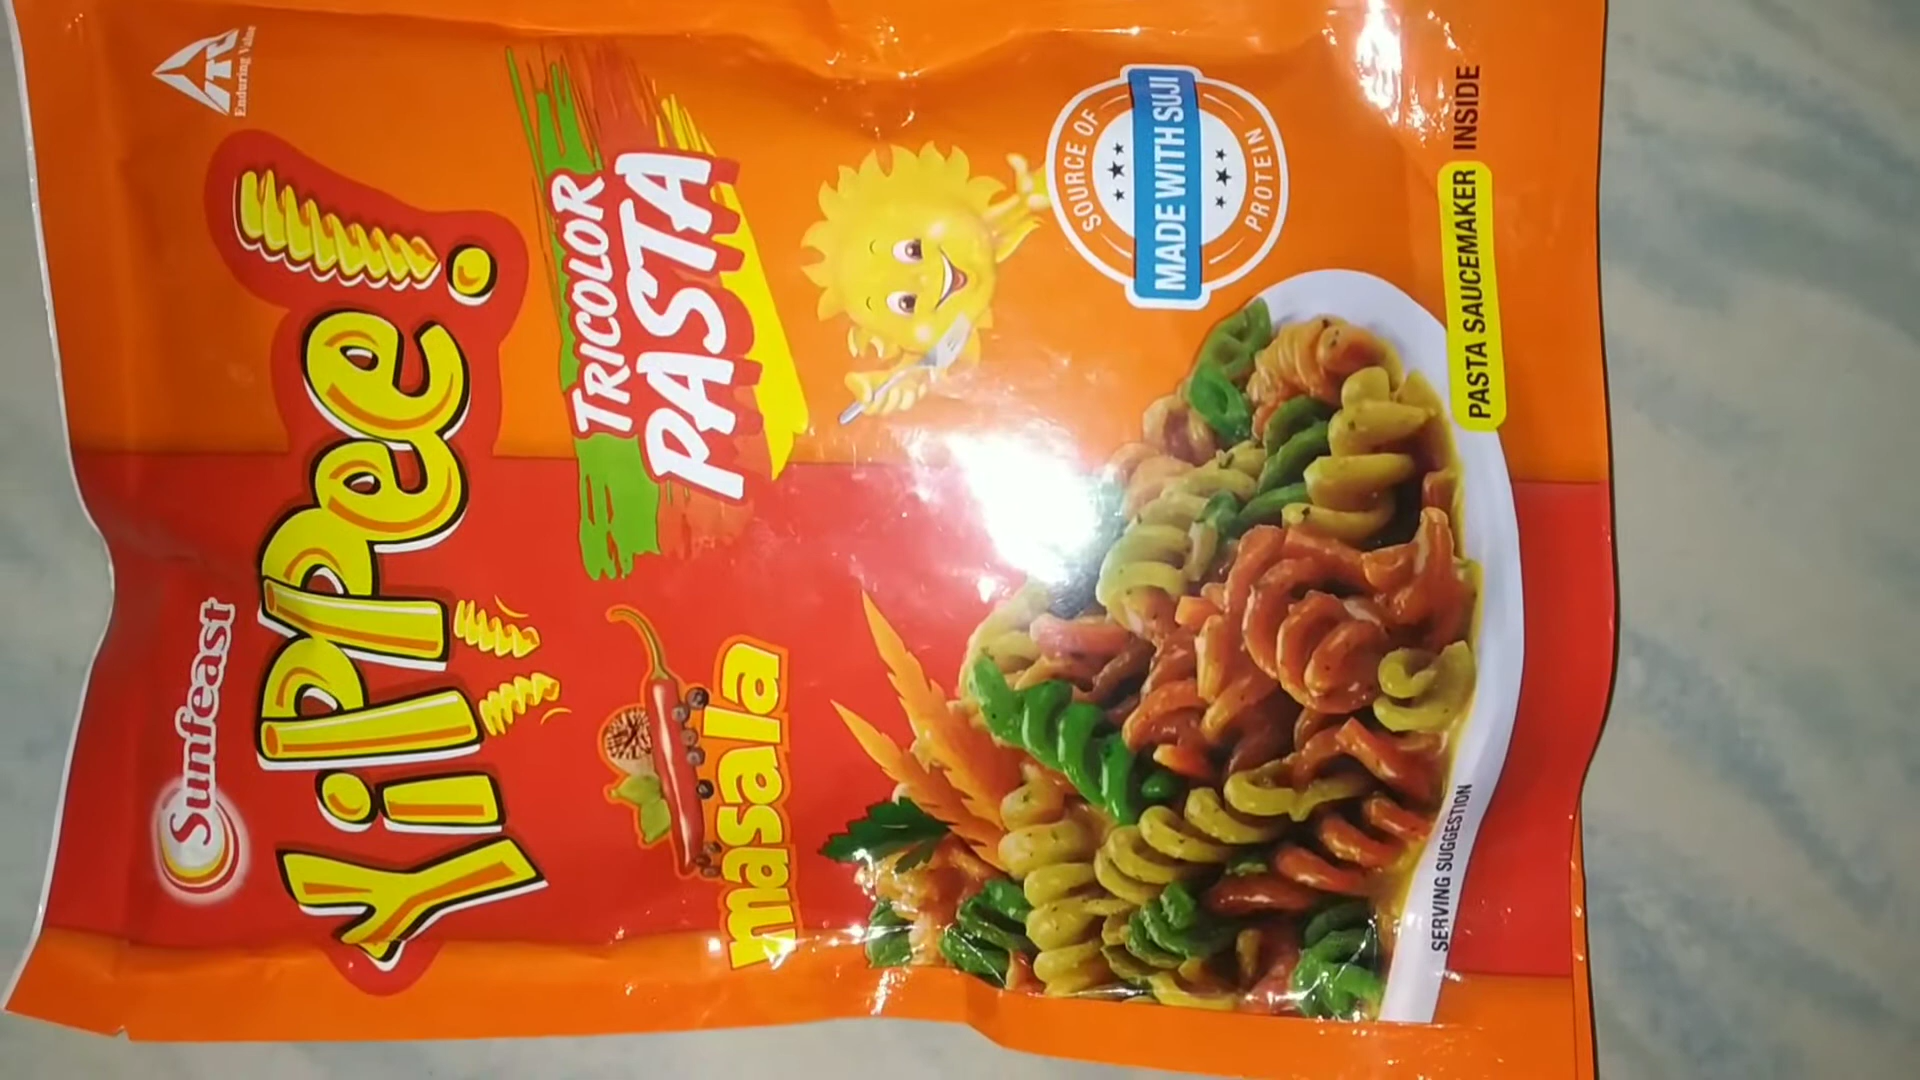 ITC
Enduring Value
Sunfeast
YiPPee!
TRICOLOR
PASTA
masala
SOURCE OF
MADE WITH SUJI
PROTEIN
PASTA SAUCEMAKER INSIDE
SERVING SUGGESTION